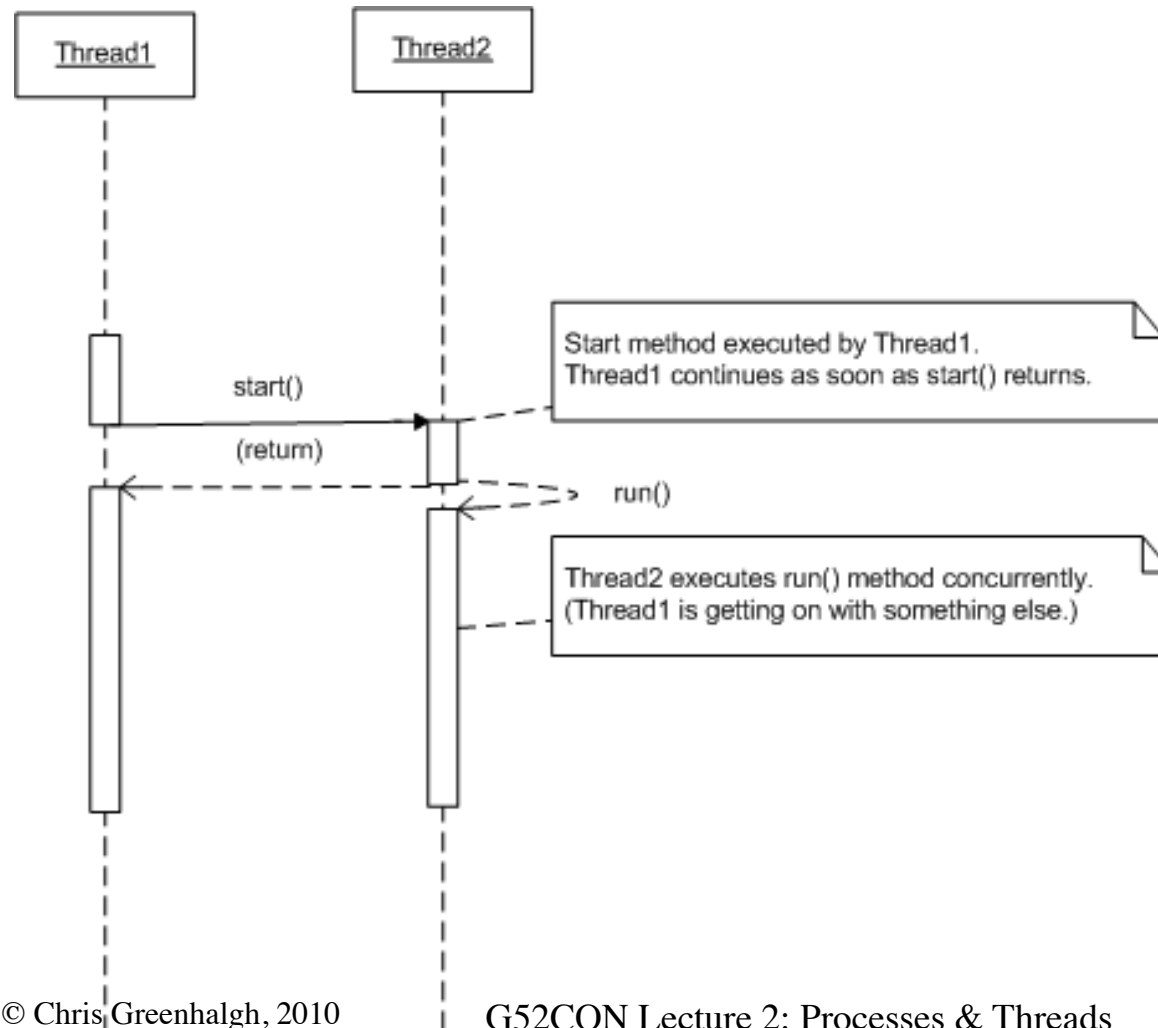 Thread1
Thread2
Start method executed by Thread1.
Thread1 continues as soon as start() returns.
start()
(return)
run()
Thread2 executes run() method concurrently.
(Thread1 is getting on with something else.)
© Chris Greenhalgh, 2010
G52CON Lecture 2: Processes & Threads